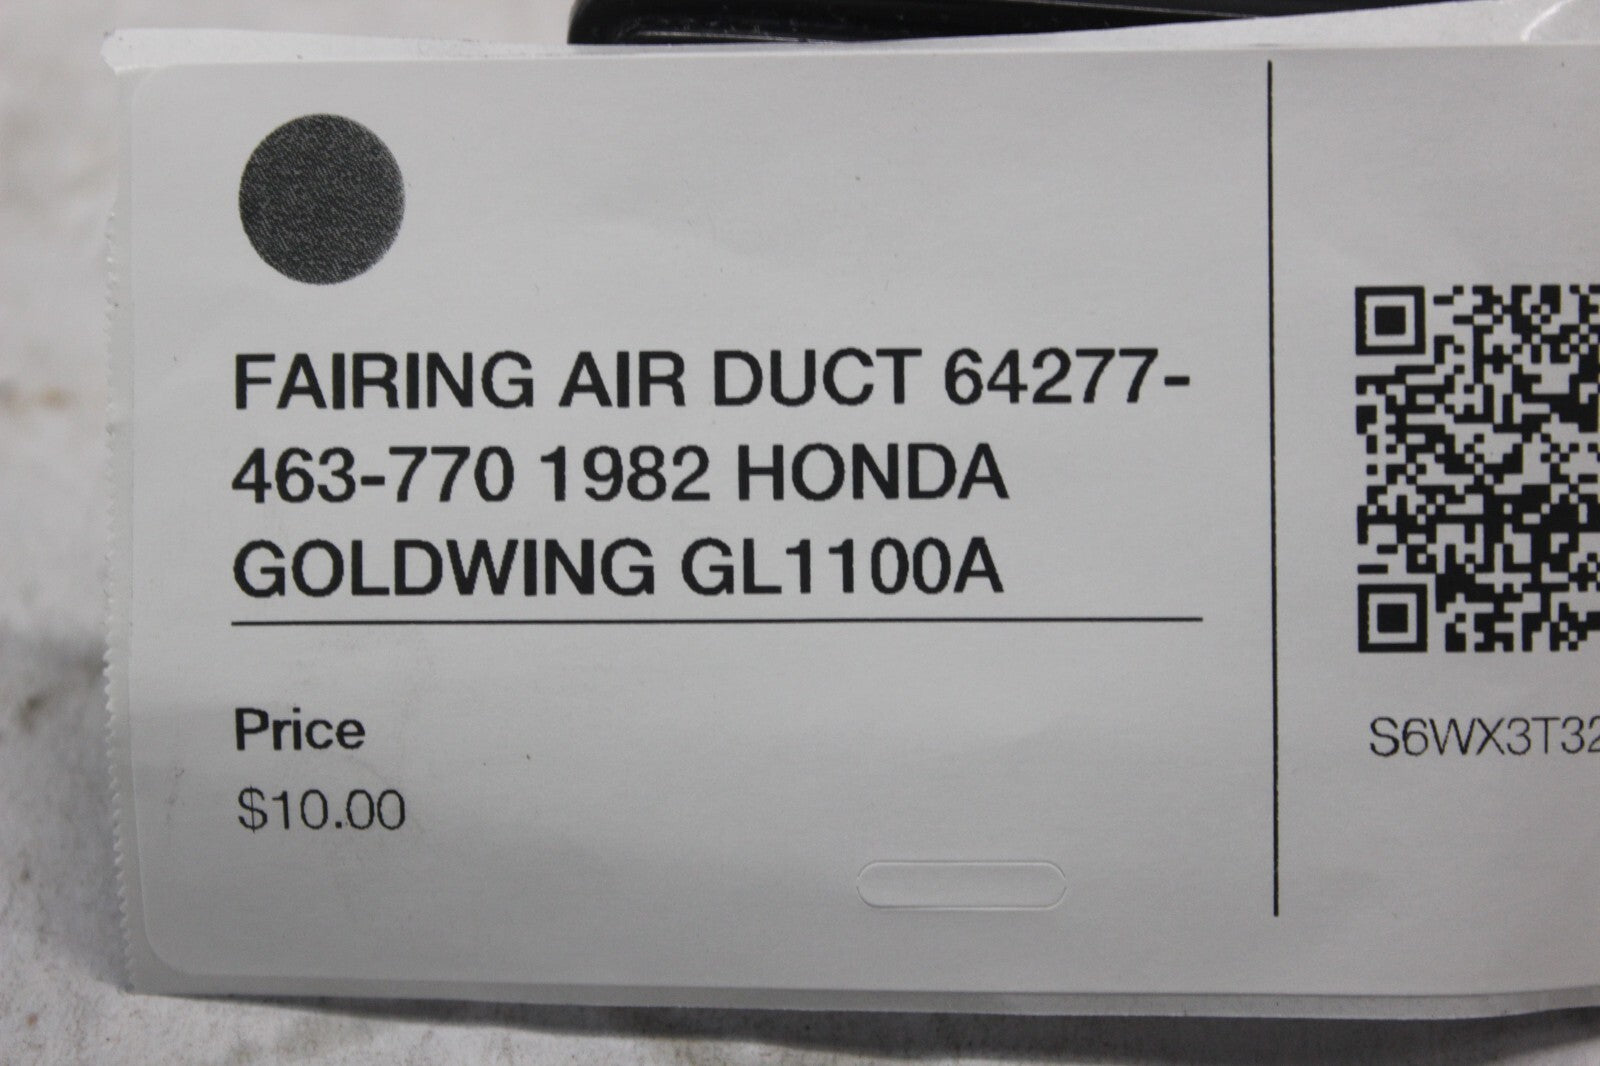 FAIRING AIR DUCT 64277-
463-770 1982 HONDA
GOLDWING GL1100A
Price
$10.00
S6WX3T32